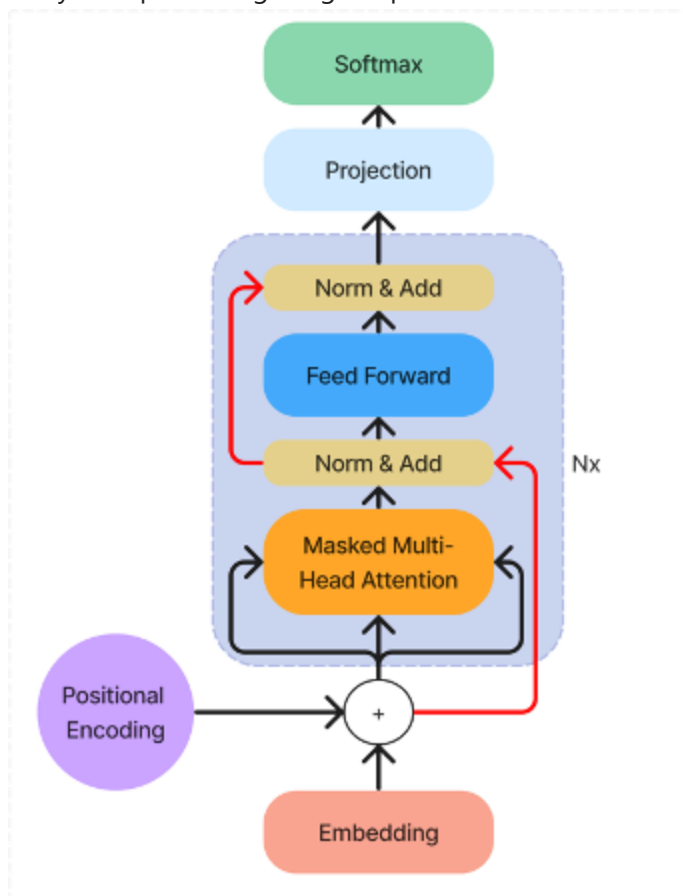 Softmax
Projection
Norm & Add
Feed Forward
Norm & Add
Nx
Masked Multi-
Head Attention
Positional
Encoding
+
Embedding